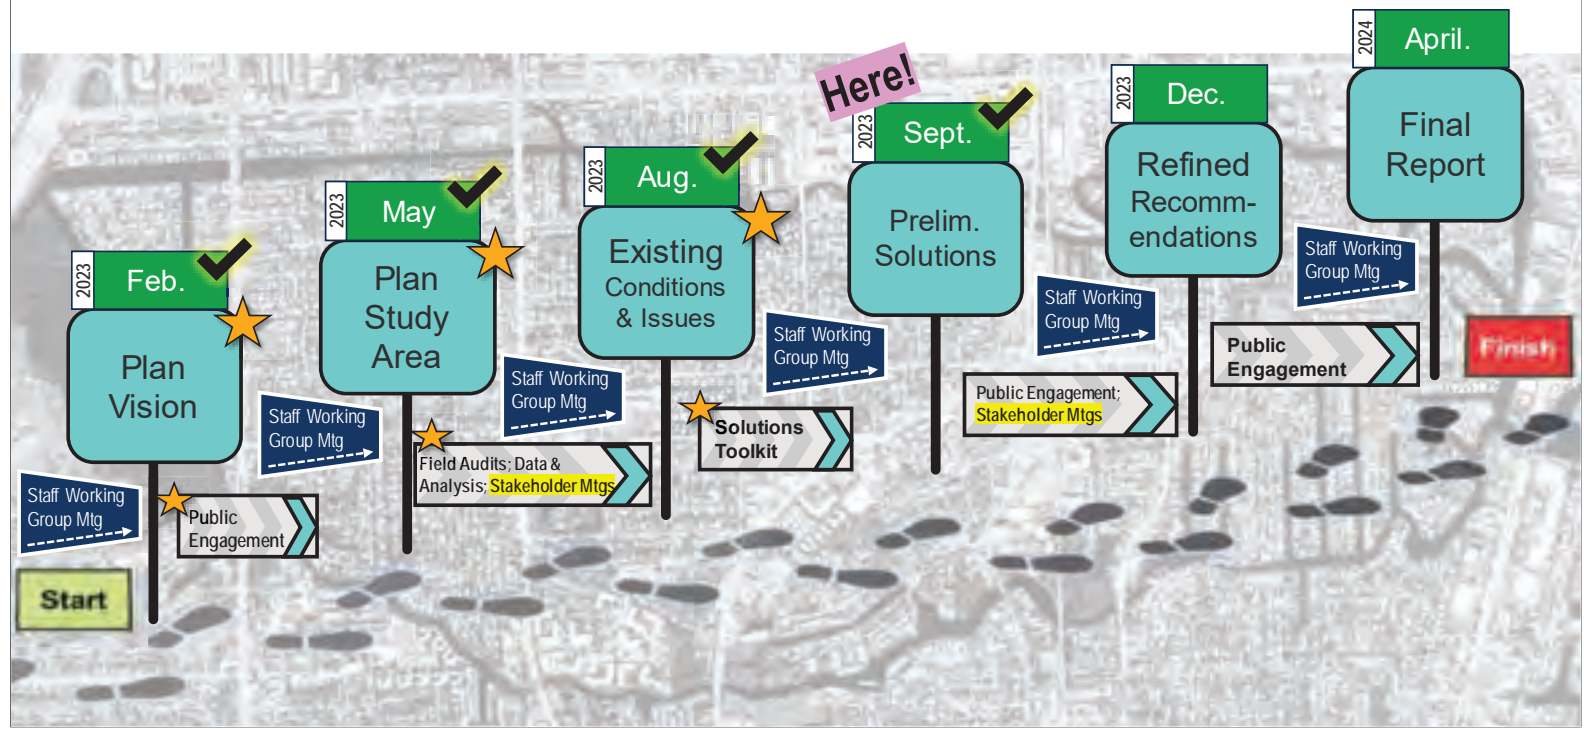 Start
Staff Working
Group Mtg
2023
Feb.
Plan
Vision
Public
Engagement
Staff Working
Group Mtg
2023
May
Plan
Study
Area
Field Audits; Data &
Analysis; Stakeholder Mtgs
Staff Working
Group Mtg
2023
Aug.
Existing
Conditions
& Issues
Solutions
Toolkit
Staff Working
Group Mtg
Here!
2023
Sept.
Prelim.
Solutions
Public Engagement;
Stakeholder Mtgs
Staff Working
Group Mtg
2023
Dec.
Refined
Recomm-
endations
Public
Engagement
Staff Working
Group Mtg
2024
April.
Final
Report
Finish